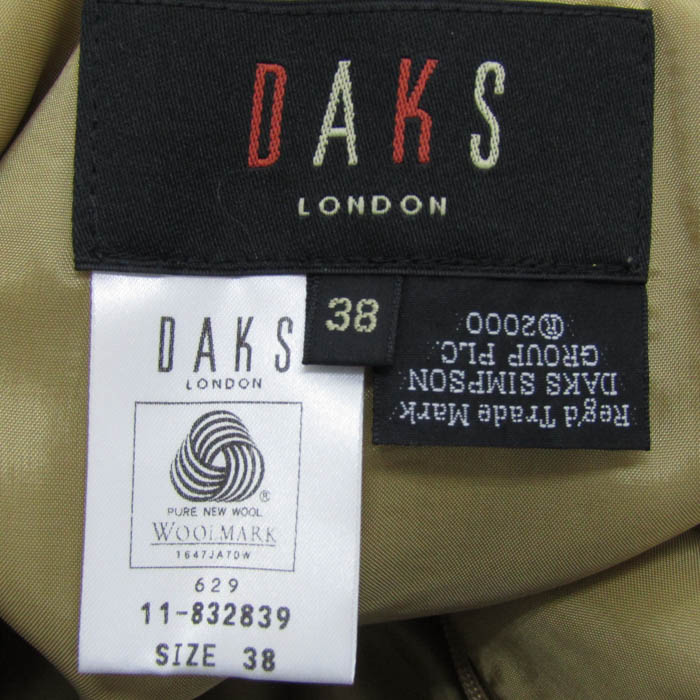 DAKS
LONDON
38
Reg'd Trade Mark
DAKS SIMPSON
GROUP PLC
®2000
DAKS
LONDON
®
PURE NEW WOOL
WOOLMARK
1647JA7DW
629
11-832839
SIZE 38